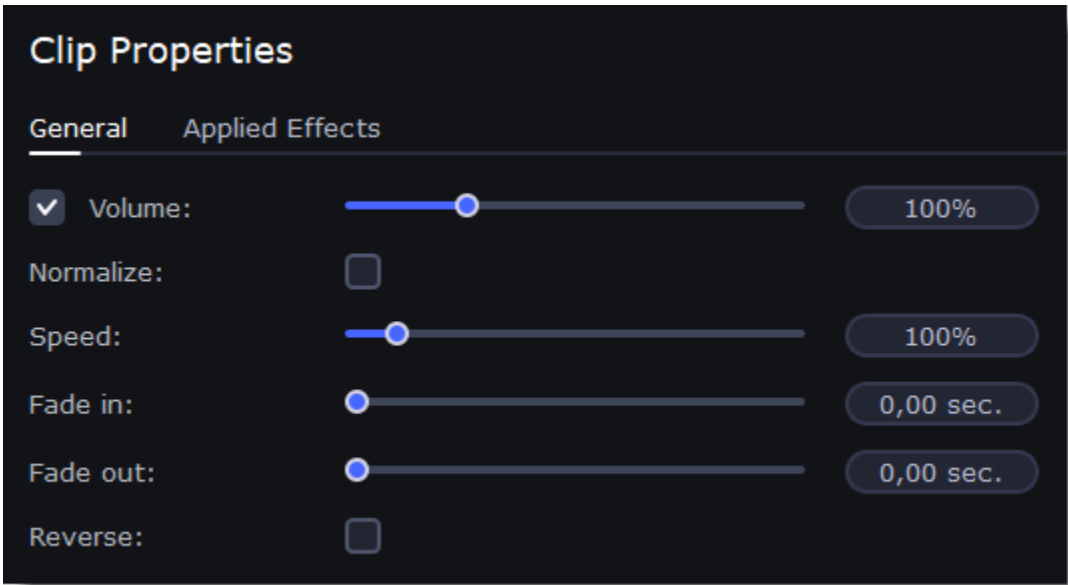 Clip Properties
General Applied Effects
Volume: 100%
Normalize:
Speed: 100%
Fade in: 0,00 sec.
Fade out: 0,00 sec.
Reverse: